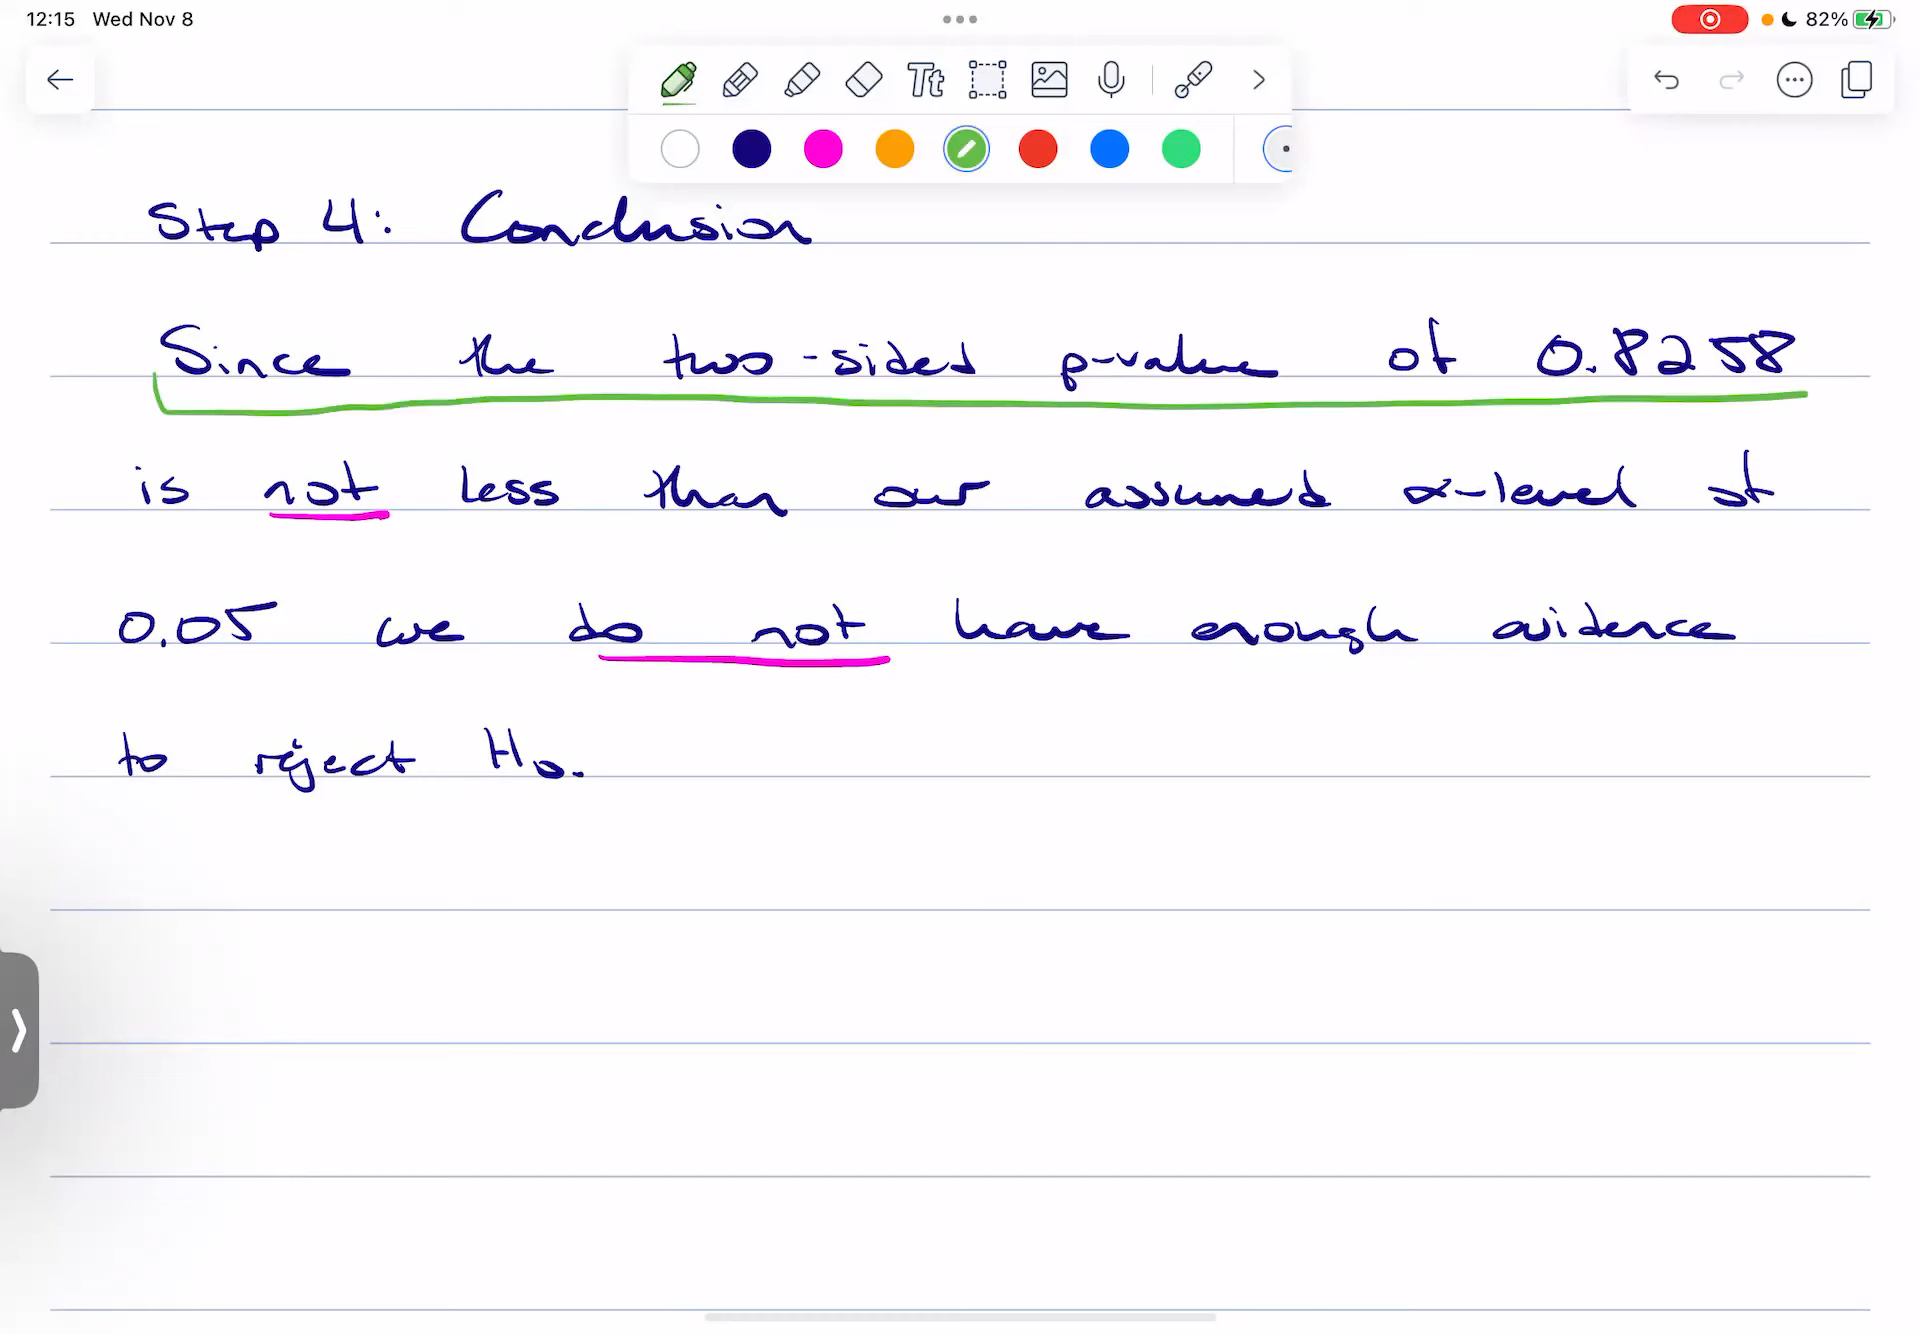 12:15 Wed Nov 8
82%
Tt
Step 4: Conclusion
Since the two-sided p-value of 0.8258
is not less than our assumed α-level of
0.05 we do not have enough evidence
to reject H₀.